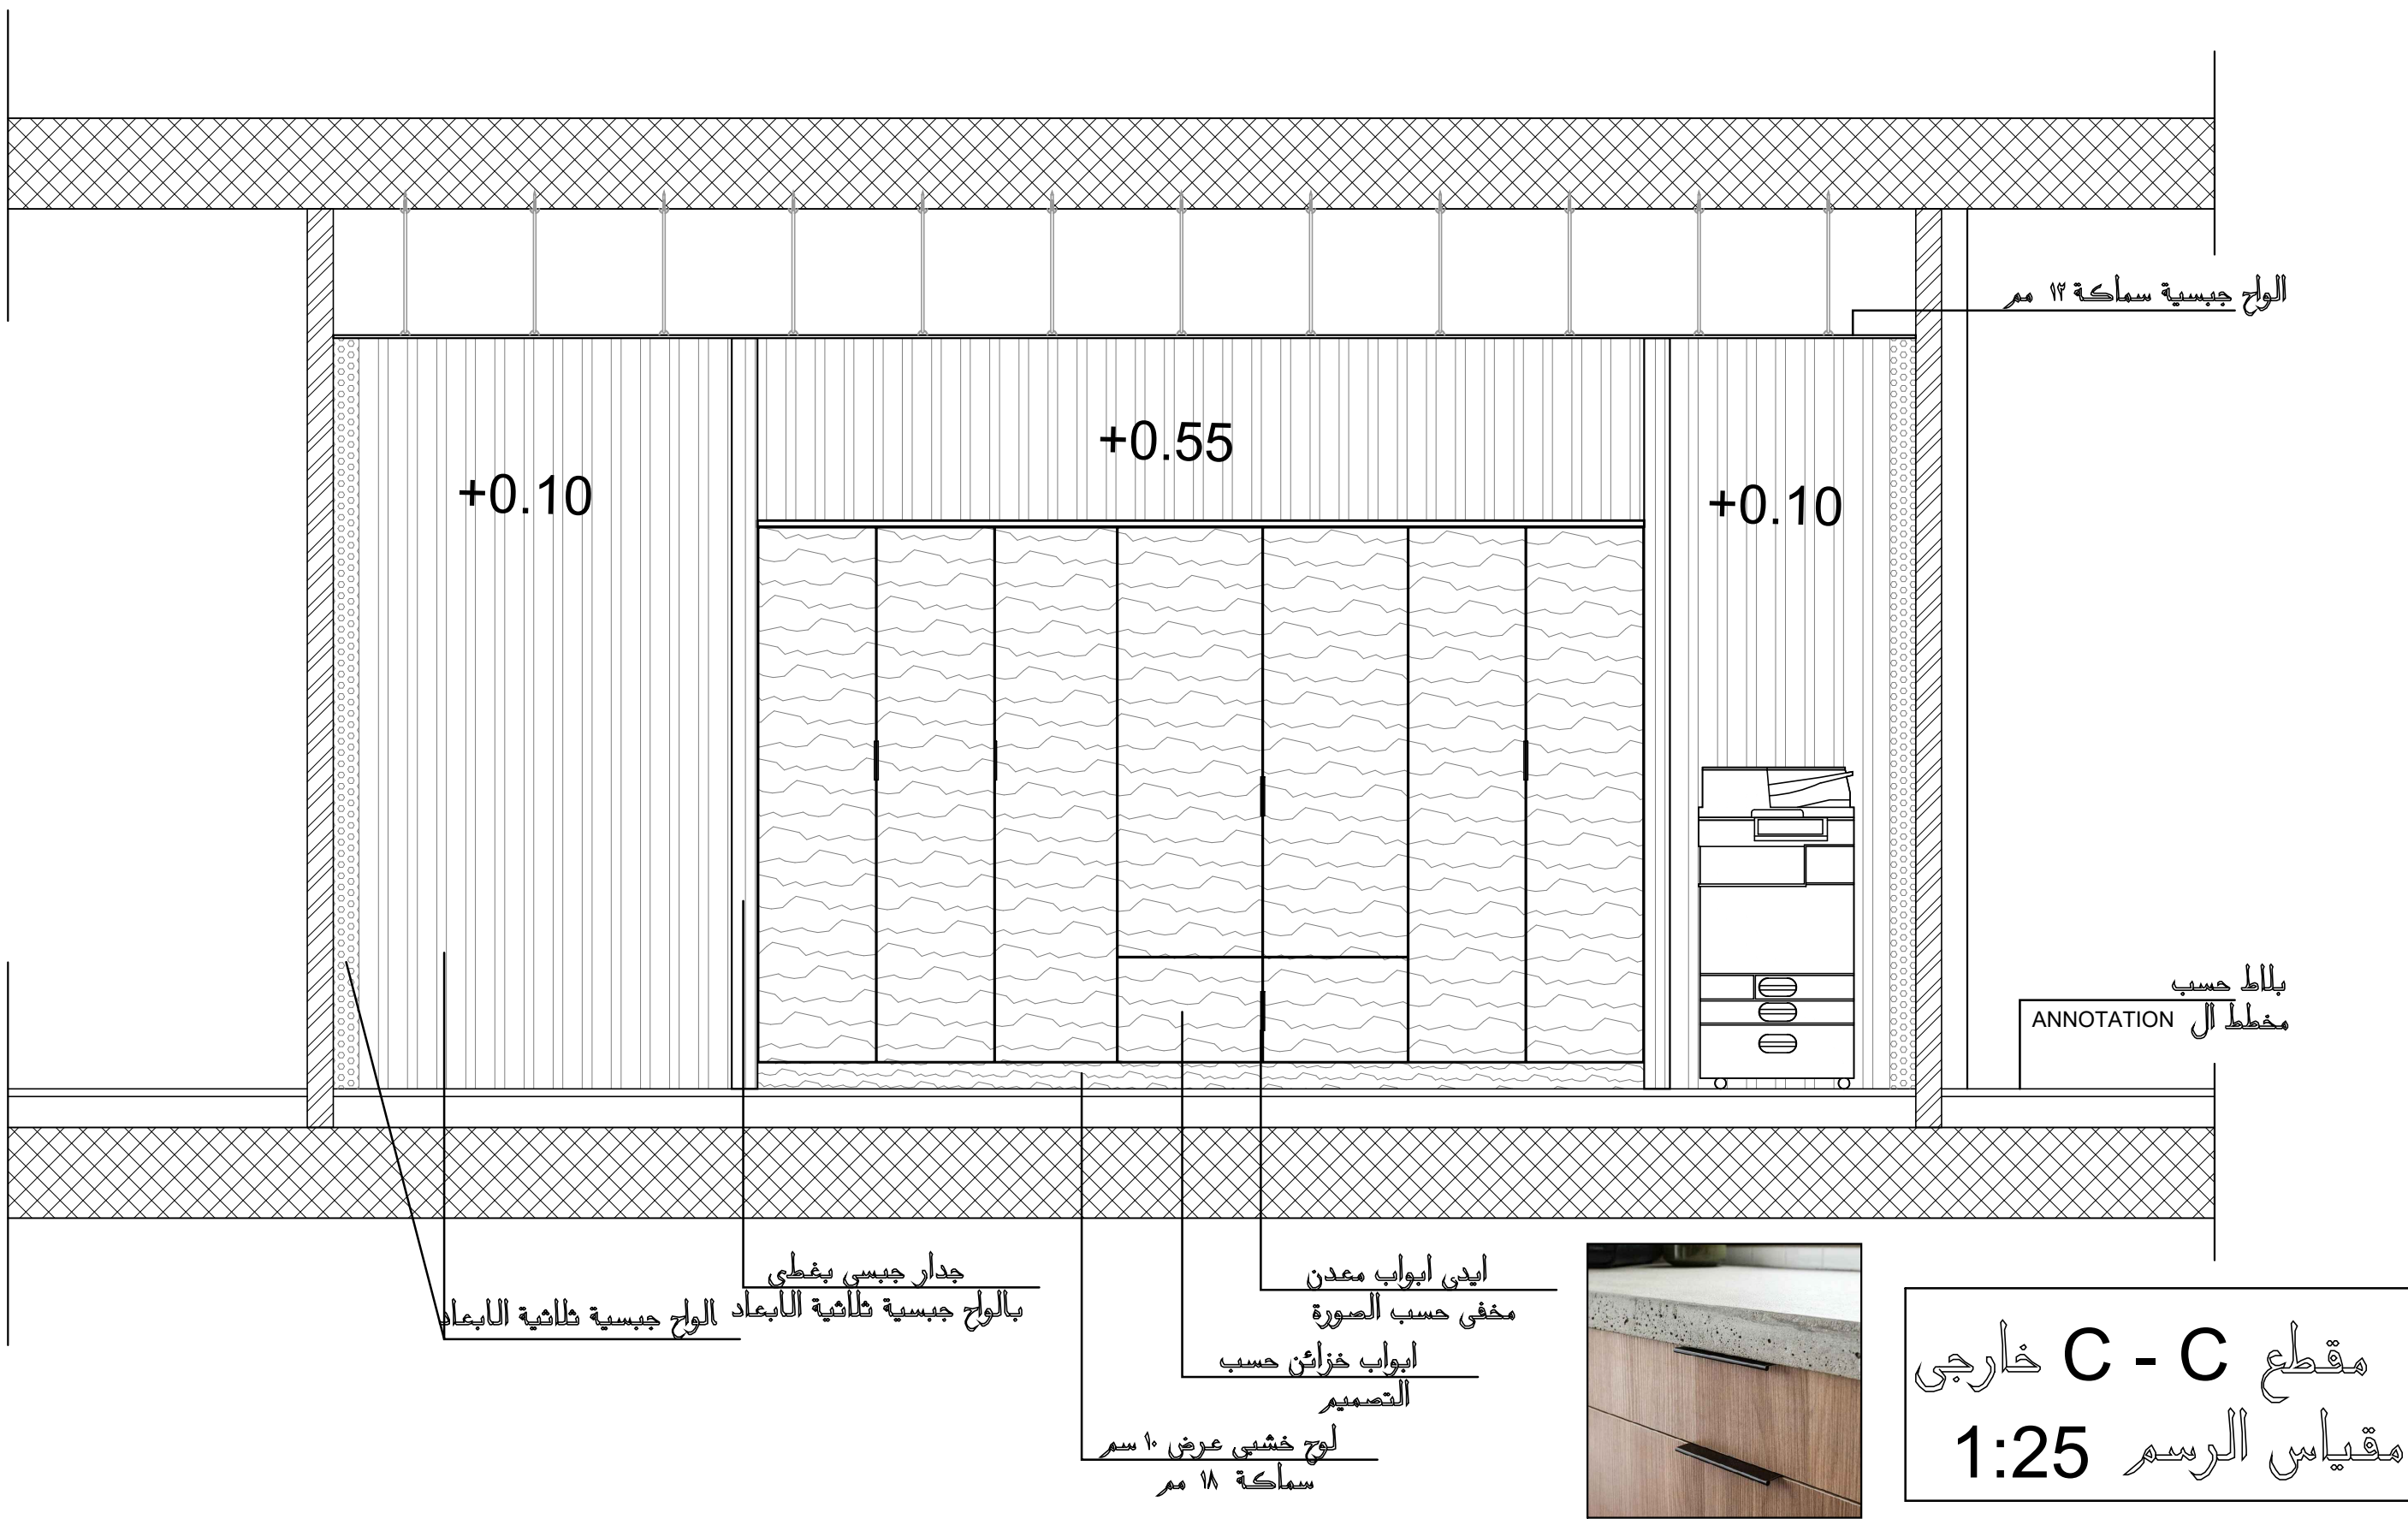 الواح جبسية سماكة ١٢ مم
+0.55
+0.10
+0.10
بلاط حسب
مخطط ال ANNOTATION
جدار جبسي بغطى
بالواح جبسية ثلاثية الابعاد
الواح جبسية ثلاثية الابعاد
ايدي ابواب معدن
مخفي حسب الصورة
ابواب خزائن حسب
التصميم
لوح خشبي عرض ١٠ سم
سماكة ١٨ مم
مقطع C - C خارجي
مقياس الرسم 1:25